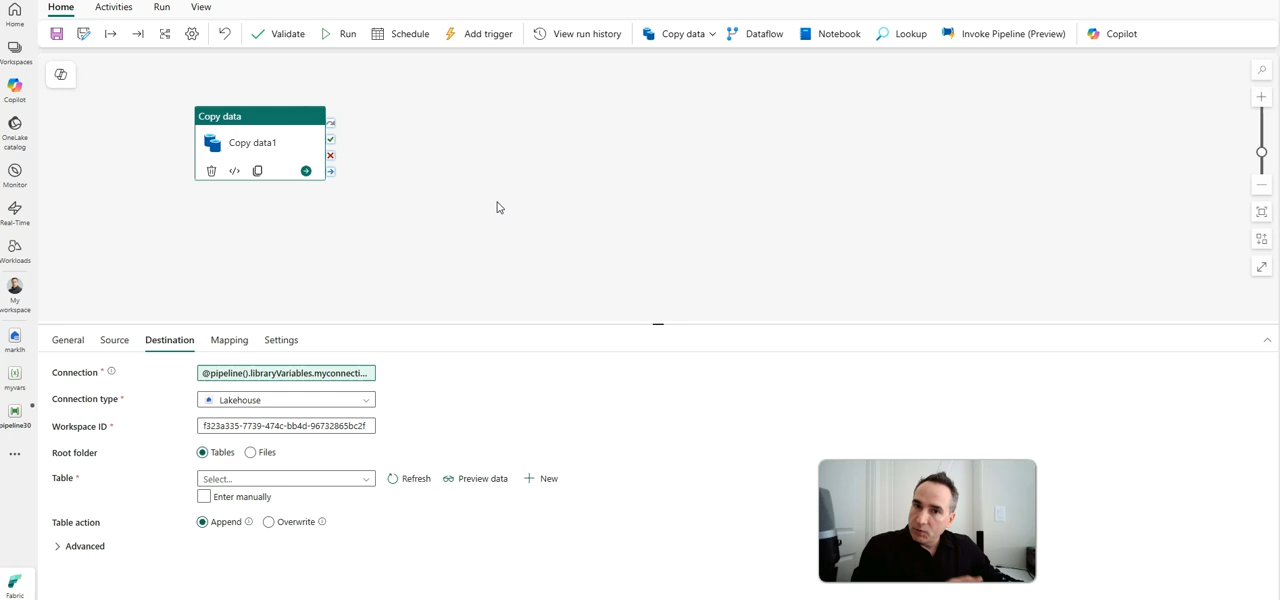 Home Activities Run View
Validate Run Schedule Add trigger View run history Copy data Dataflow Notebook Lookup Invoke Pipeline (Preview) Copilot
Home
Workspaces
Copilot
OneLake
catalog
Monitor
Real-Time
Workloads
My
workspace
marklh
myvars
pipeline30
Fabric
Copy data
Copy data1
General Source Destination Mapping Settings
Connection * @pipeline().libraryVariables.myconnecti...
Connection type * Lakehouse
Workspace ID * f323a335-7739-474c-bb4d-96732865bc2f
Root folder Tables Files
Table * Select... Refresh Preview data New
Enter manually
Table action Append Overwrite
Advanced